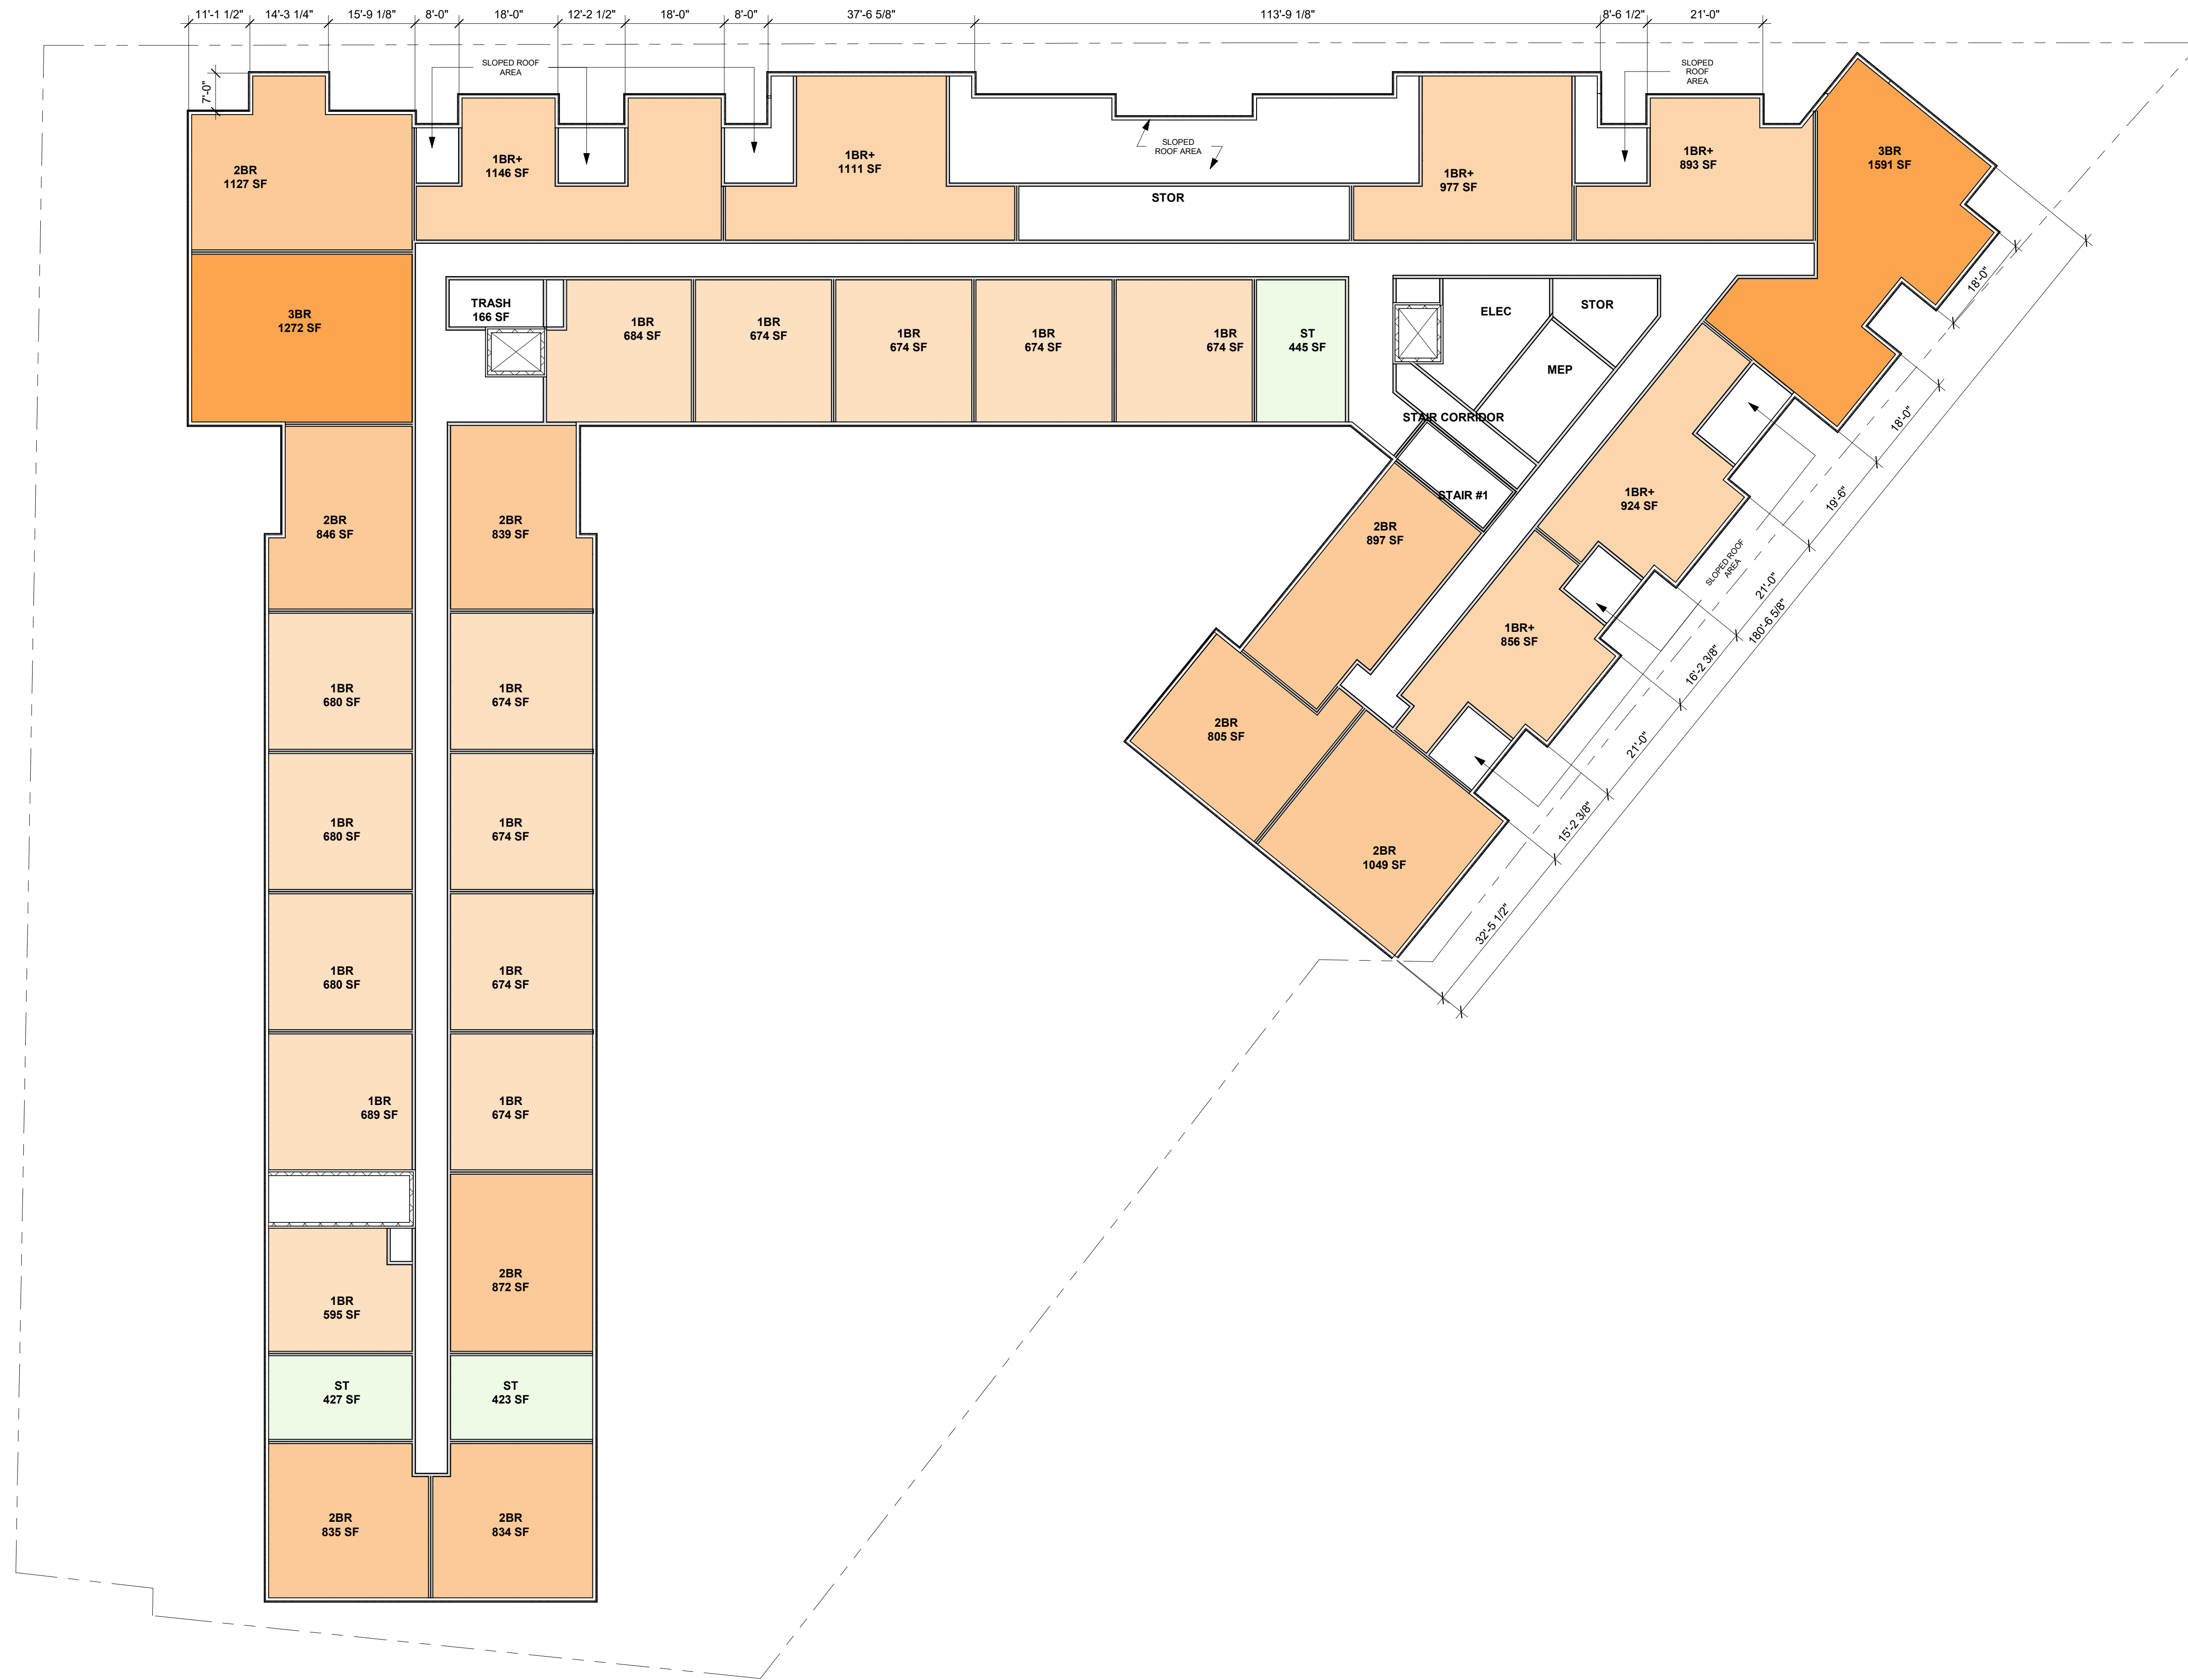 11'-1 1/2"
14'-3 1/4"
15'-9 1/8"
8'-0"
18'-0"
12'-2 1/2"
18'-0"
8'-0"
37'-6 5/8"
113'-9 1/8"
8'-6 1/2"
21'-0"
7'-0"
SLOPED ROOF
AREA
SLOPED
ROOF
AREA
SLOPED
ROOF AREA
2BR
1127 SF
1BR+
1146 SF
1BR+
1111 SF
STOR
1BR+
977 SF
1BR+
893 SF
3BR
1591 SF
3BR
1272 SF
TRASH
166 SF
1BR
684 SF
1BR
674 SF
1BR
674 SF
1BR
674 SF
1BR
674 SF
ST
445 SF
ELEC
STOR
MEP
STAIR CORRIDOR
STAIR #1
18'-0"
18'-0"
19'-6"
21'-0"
180'-6 5/8"
16'-2 3/8"
21'-0"
15'-2 3/8"
32'-5 1/2"
SLOPED ROOF
AREA
1BR+
924 SF
1BR+
856 SF
2BR
897 SF
2BR
805 SF
2BR
1049 SF
2BR
846 SF
2BR
839 SF
1BR
680 SF
1BR
674 SF
1BR
680 SF
1BR
674 SF
1BR
680 SF
1BR
674 SF
1BR
689 SF
1BR
674 SF
1BR
595 SF
2BR
872 SF
ST
427 SF
ST
423 SF
2BR
835 SF
2BR
834 SF